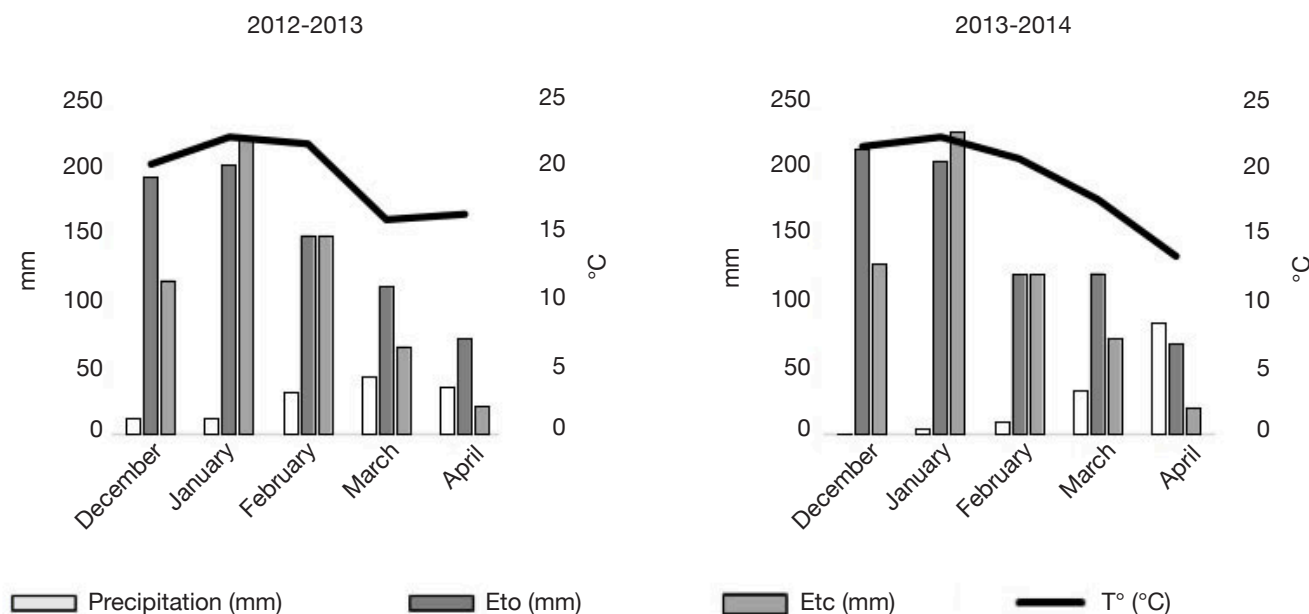 2012-2013
250
200
150
100
50
0
mm
25
20
15
10
5
0
°C
December
January
February
March
April
2013-2014
250
200
150
100
50
0
mm
25
20
15
10
5
0
°C
December
January
February
March
April
Precipitation (mm)
Eto (mm)
Etc (mm)
T° (°C)